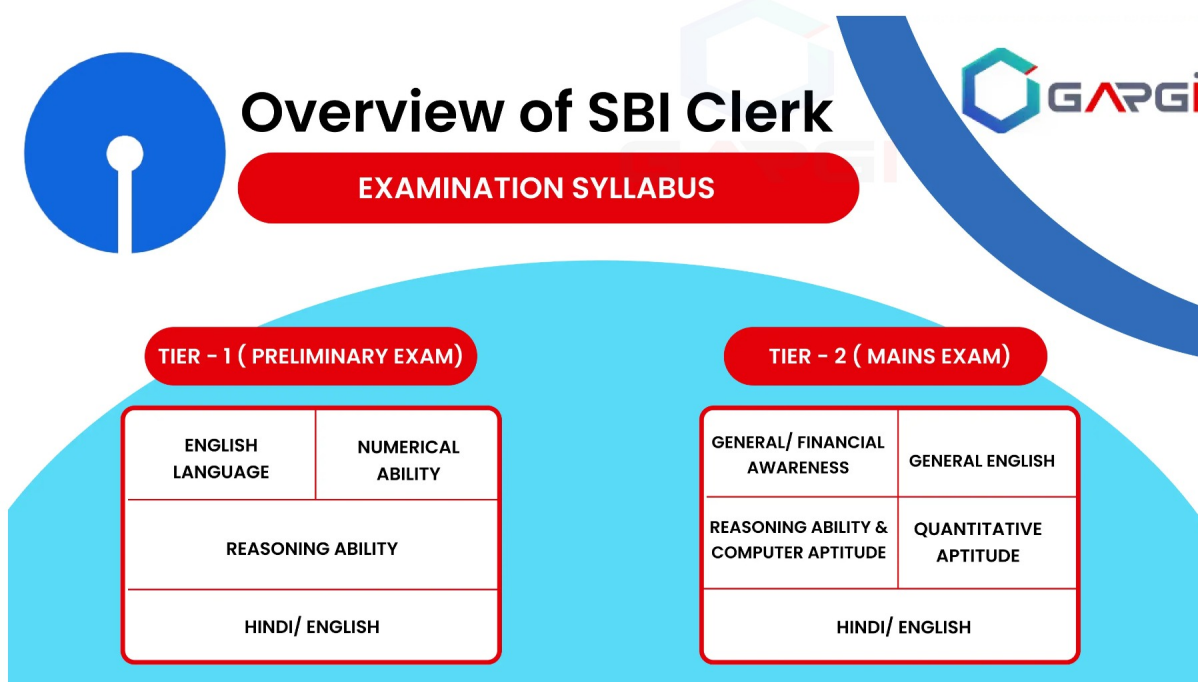 Overview of SBI Clerk
GARGI
EXAMINATION SYLLABUS
TIER - 1 ( PRELIMINARY EXAM)
ENGLISH
LANGUAGE
NUMERICAL
ABILITY
REASONING ABILITY
HINDI/ ENGLISH
TIER - 2 ( MAINS EXAM)
GENERAL/ FINANCIAL
AWARENESS
GENERAL ENGLISH
REASONING ABILITY &
COMPUTER APTITUDE
QUANTITATIVE
APTITUDE
HINDI/ ENGLISH